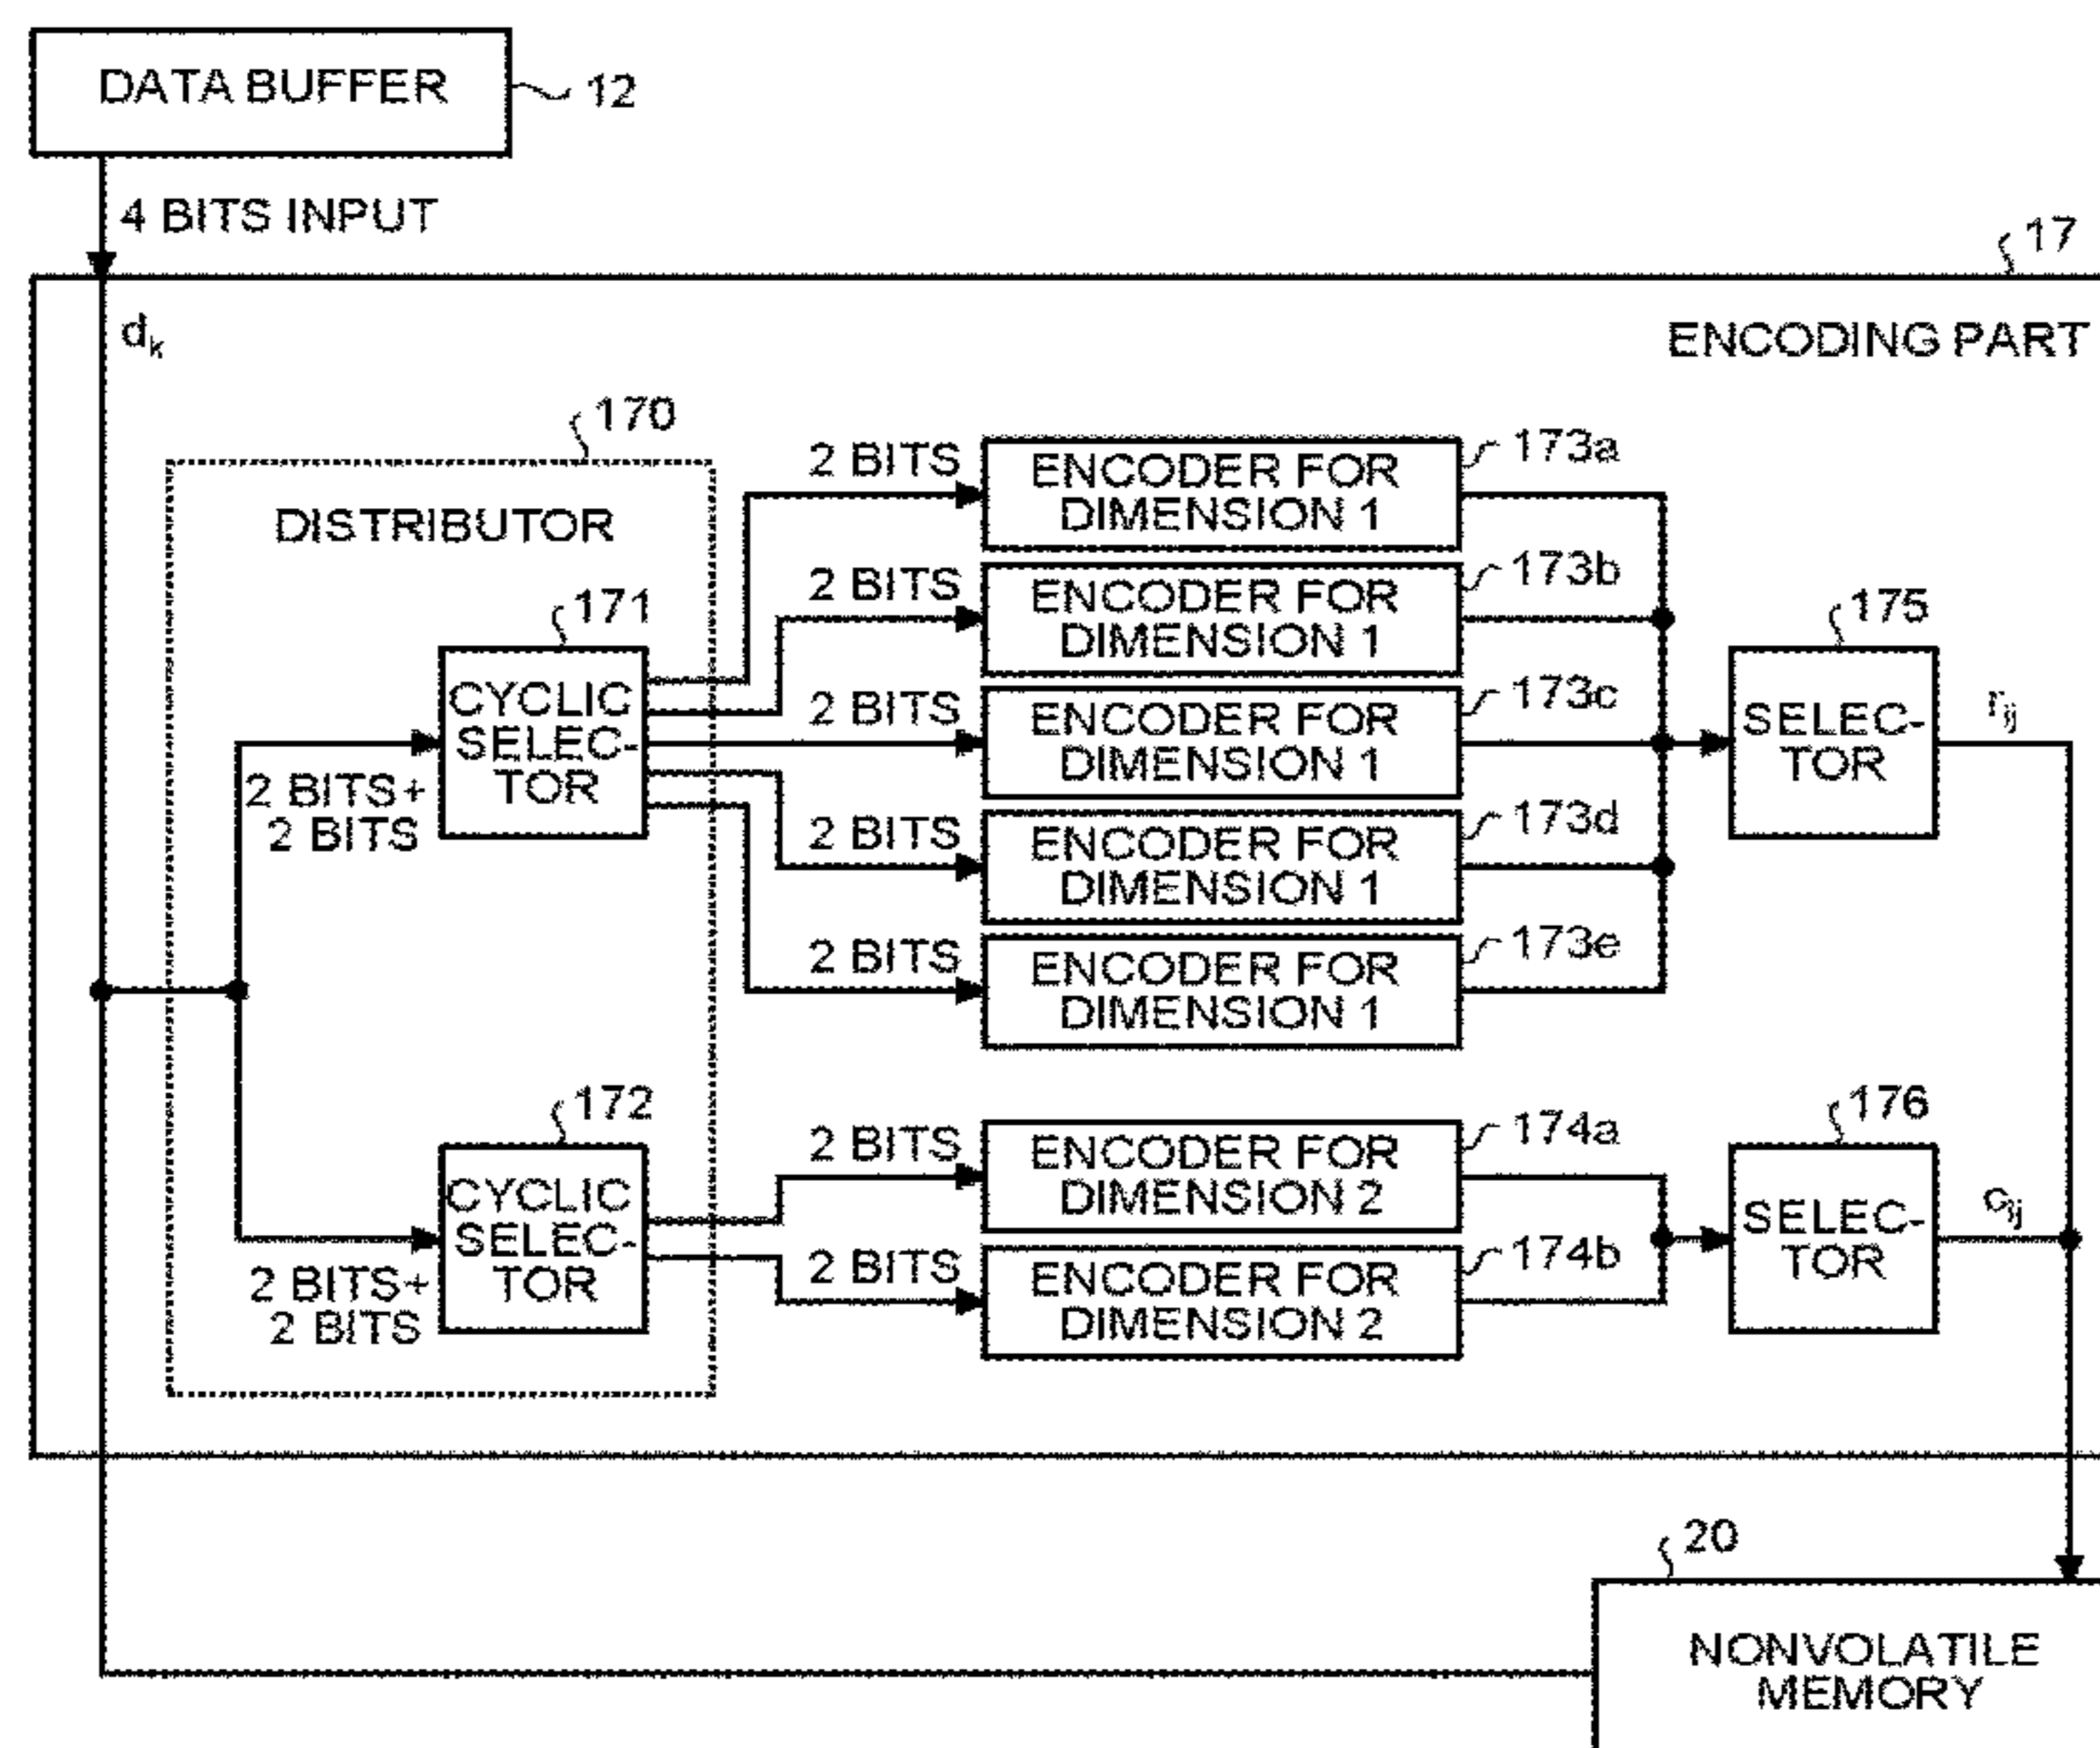 DATA BUFFER
12
4 BITS INPUT
17
dk
ENCODING PART
170
DISTRIBUTOR
171
CYCLIC
SELEC-
TOR
2 BITS+
2 BITS
2 BITS
ENCODER FOR
DIMENSION 1
173a
2 BITS
ENCODER FOR
DIMENSION 1
173b
2 BITS
ENCODER FOR
DIMENSION 1
173c
2 BITS
ENCODER FOR
DIMENSION 1
173d
2 BITS
ENCODER FOR
DIMENSION 1
173e
175
SELEC-
TOR
rij
172
CYCLIC
SELEC-
TOR
2 BITS+
2 BITS
2 BITS
ENCODER FOR
DIMENSION 2
174a
2 BITS
ENCODER FOR
DIMENSION 2
174b
176
SELEC-
TOR
cij
20
NONVOLATILE
MEMORY